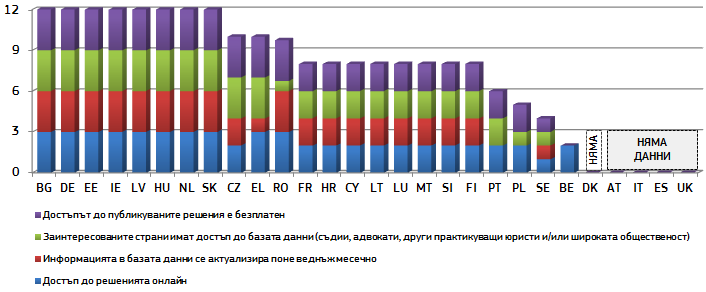 12
9
6
3
0
НЯМА
НЯМА
ДАННИ
BG DE EE IE LV HU NL SK CZ EL RO FR HR CY LT LU MT SI FI PT PL SE BE DK AT IT ES UK
Достъпът до публикуваните решения е безплатен
Заинтересованите страни имат достъп до базата данни (съдии, адвокати, други практикуващи юристи и/или широката общественост)
Информацията в базата данни се актуализира поне веднъж месечно
Достъп до решенията онлайн